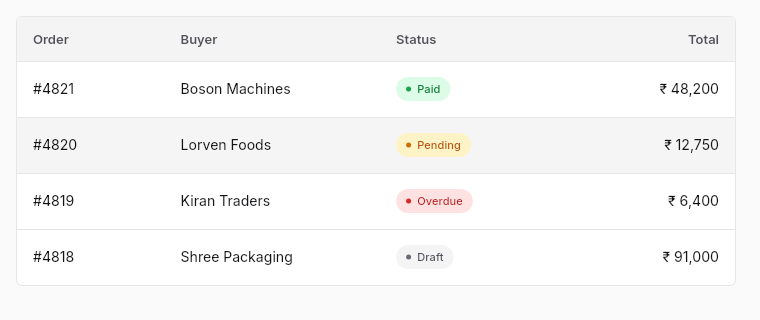 Order Buyer Status Total
#4821 Boson Machines Paid ₹ 48,200
#4820 Lorven Foods Pending ₹ 12,750
#4819 Kiran Traders Overdue ₹ 6,400
#4818 Shree Packaging Draft ₹ 91,000